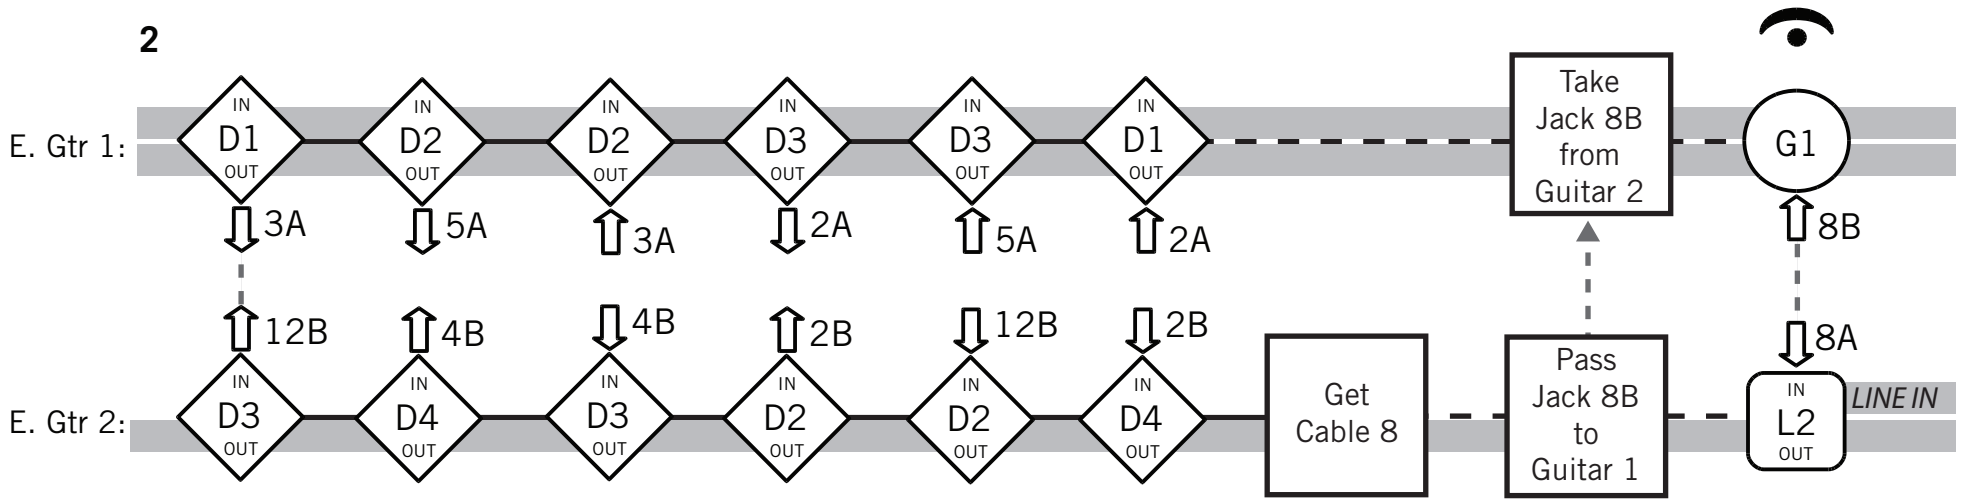 2
E. Gtr 1:
IN IN IN IN IN IN
D1 D2 D2 D3 D3 D1
OUT OUT OUT OUT OUT OUT
Take
Jack 8B
from
Guitar 2
G1
3A 5A 3A 2A 5A 2A 8B
12B 4B 4B 2B 12B 2B 8A
E. Gtr 2:
IN IN IN IN IN IN
D3 D4 D3 D2 D2 D4
OUT OUT OUT OUT OUT OUT
Get
Cable 8
Pass
Jack 8B
to
Guitar 1
IN
L2
OUT
LINE IN